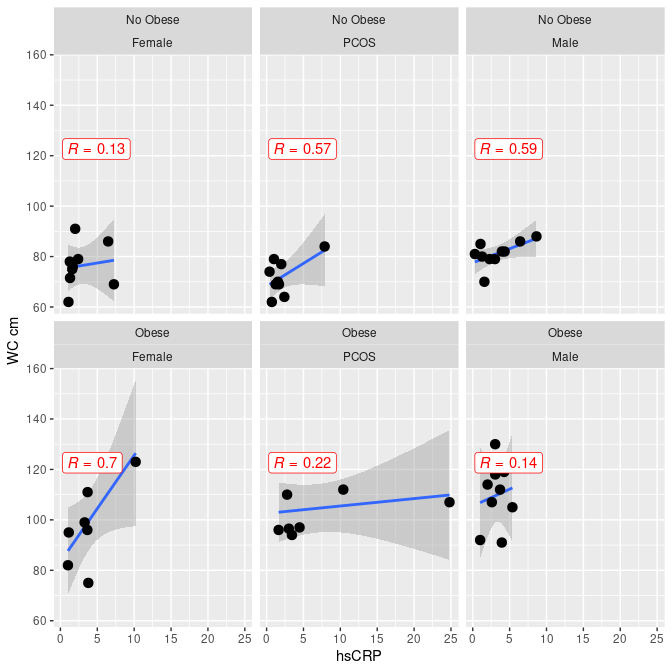 No Obese No Obese No Obese
Female PCOS Male
160
140
120
100
80
60
R = 0.13 R = 0.57 R = 0.59
WC cm
Obese Obese Obese
Female PCOS Male
160
140
120
100
80
60
R = 0.7 R = 0.22 R = 0.14
0 5 10 15 20 25 0 5 10 15 20 25 0 5 10 15 20 25
hsCRP